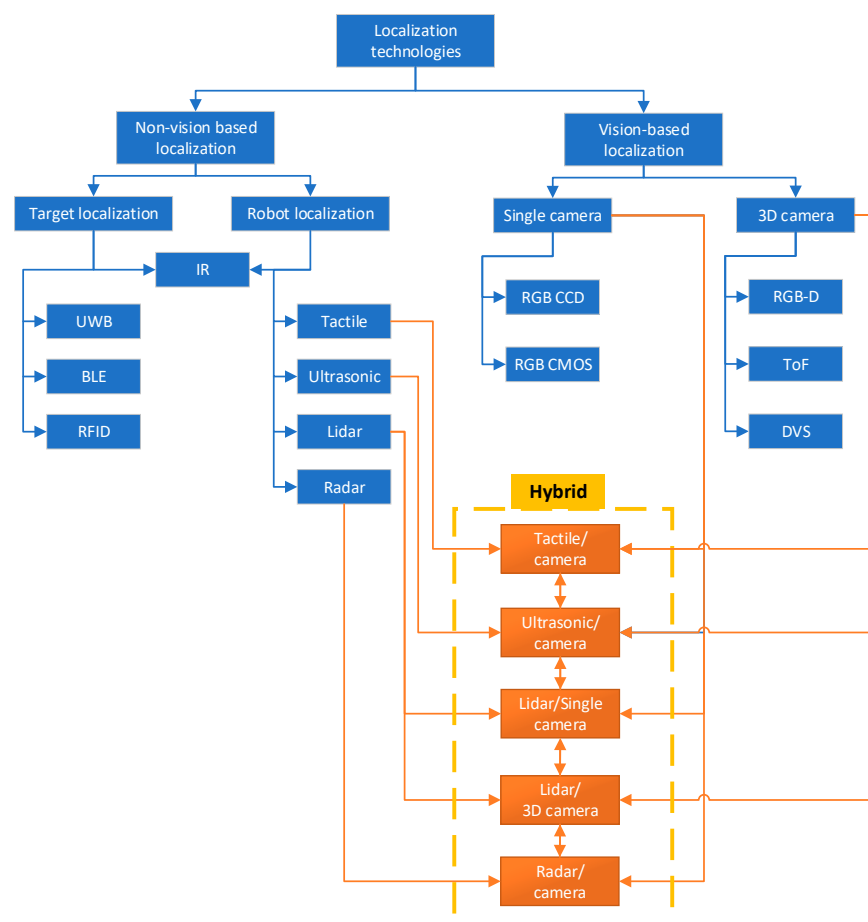 Localization
technologies
Non-vision based
localization
Vision-based
localization
Target localization
Robot localization
Single camera
3D camera
IR
UWB
BLE
RFID
Tactile
Ultrasonic
Lidar
Radar
RGB CCD
RGB CMOS
RGB-D
ToF
DVS
Hybrid
Tactile/
camera
Ultrasonic/
camera
Lidar/Single
camera
Lidar/
3D camera
Radar/
camera